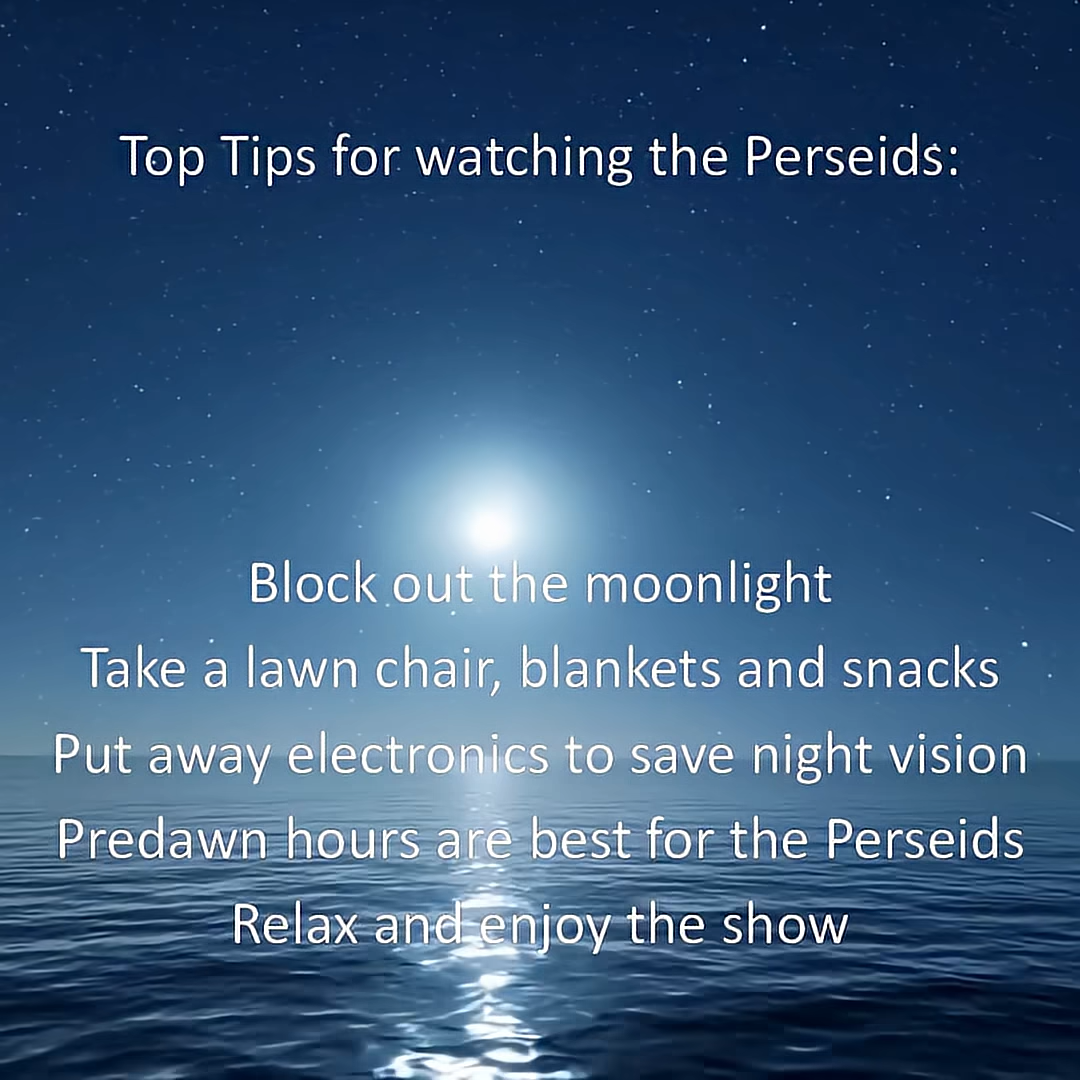 Top Tips for watching the Perseids:
Block out the moonlight
Take a lawn chair, blankets and snacks
Put away electronics to save night vision
Predawn hours are best for the Perseids
Relax and enjoy the show